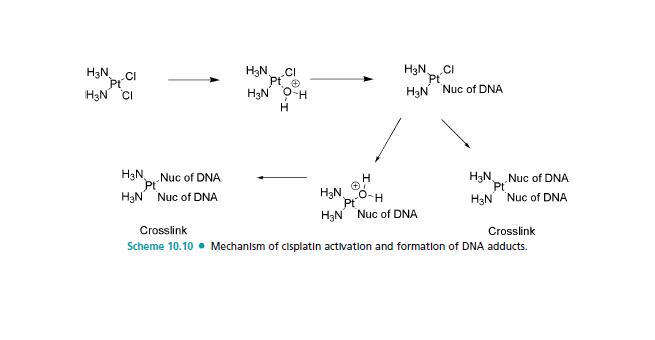 H₃N Cl
Pt
H₃N Cl
H₃N Cl
Pt ⊕
H₃N O-H
H
H₃N Cl
Pt
H₃N Nuc of DNA
H₃N Nuc of DNA
Pt
H₃N Nuc of DNA
Crosslink
H
⊕
H₃N O-H
Pt
H₃N Nuc of DNA
H₃N Nuc of DNA
Pt
H₃N Nuc of DNA
Crosslink
Scheme 10.10 ● Mechanism of cisplatin activation and formation of DNA adducts.